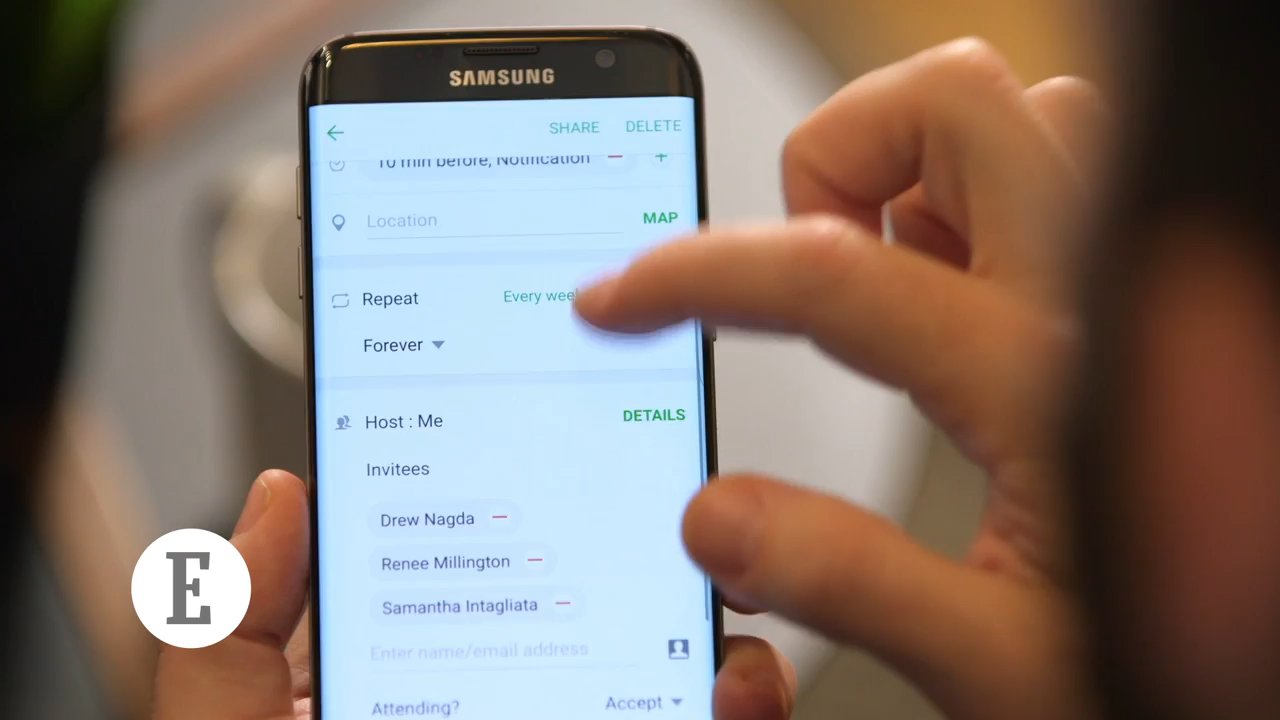 SAMSUNG
SHARE DELETE
10 min before, Notification
Location MAP
Repeat Every
Forever
Host : Me DETAILS
Invitees
Drew Nagda
Renee Millington
Samantha Intagliata
Enter name/email address
Attending? Accept
E